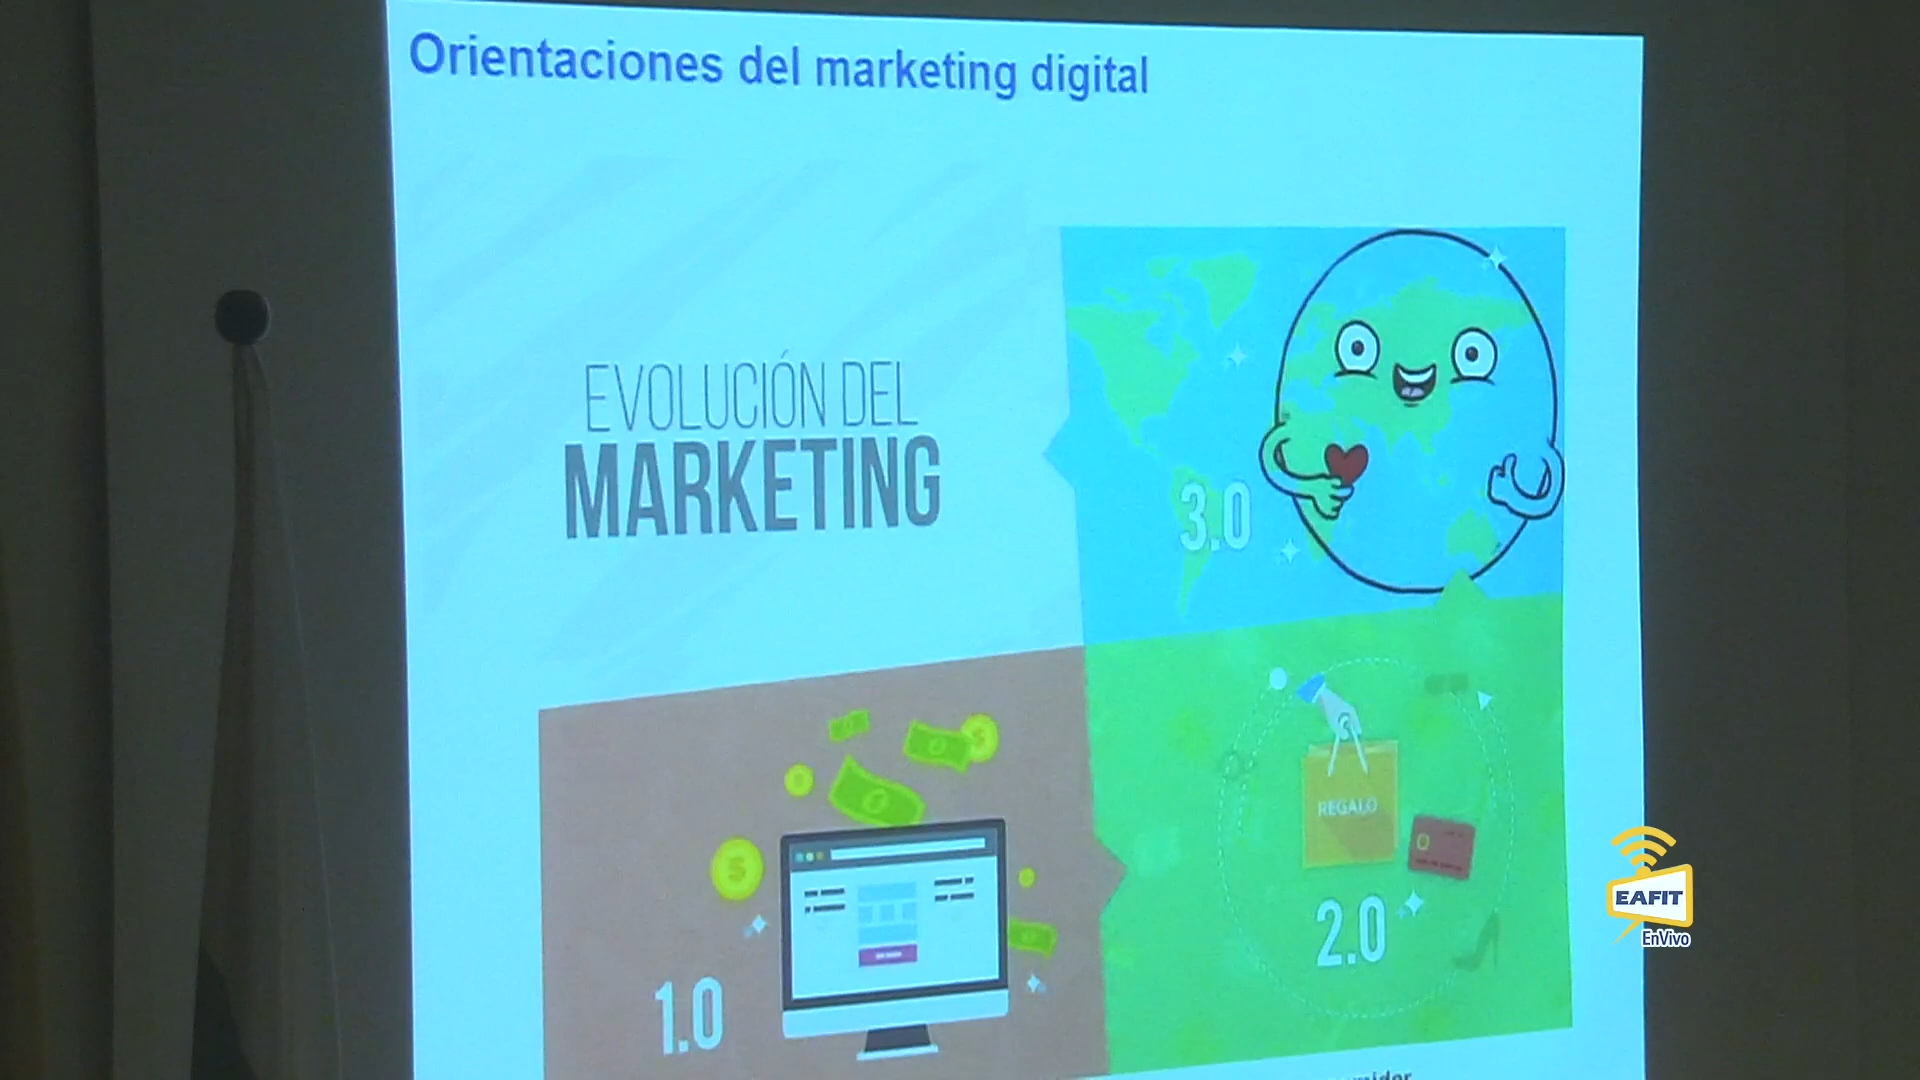 Orientaciones del marketing digital
EVOLUCIÓN DEL
MARKETING
3.0
REGALO
2.0
1.0
EAFIT
EnVivo